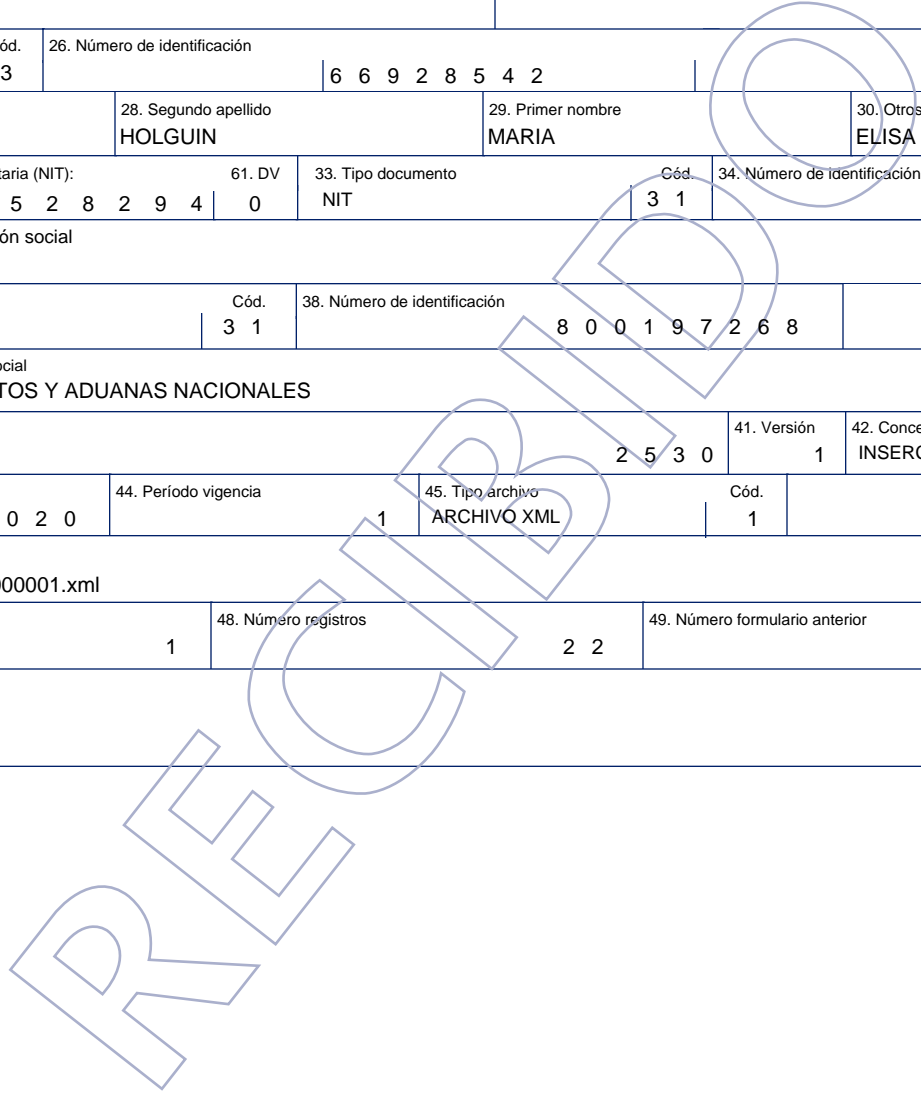 ód. 26. Número de identificación
3 6 6 9 2 8 5 4 2
28. Segundo apellido 29. Primer nombre 30. Otros
HOLGUIN MARIA ELISA
taria (NIT): 61. DV 33. Tipo documento Cód. 34. Número de identificación
5 2 8 2 9 4 0 NIT 3 1
ón social
Cód. 38. Número de identificación
3 1 8 0 0 1 9 7 2 6 8
ocial
TOS Y ADUANAS NACIONALES
41. Versión 42. Conce
2 5 3 0 1 INSERC
44. Período vigencia 45. Tipo archivo Cód.
0 2 0 1 ARCHIVO XML 1
000001.xml
48. Número registros 49. Número formulario anterior
1 2 2
RECIBIDO